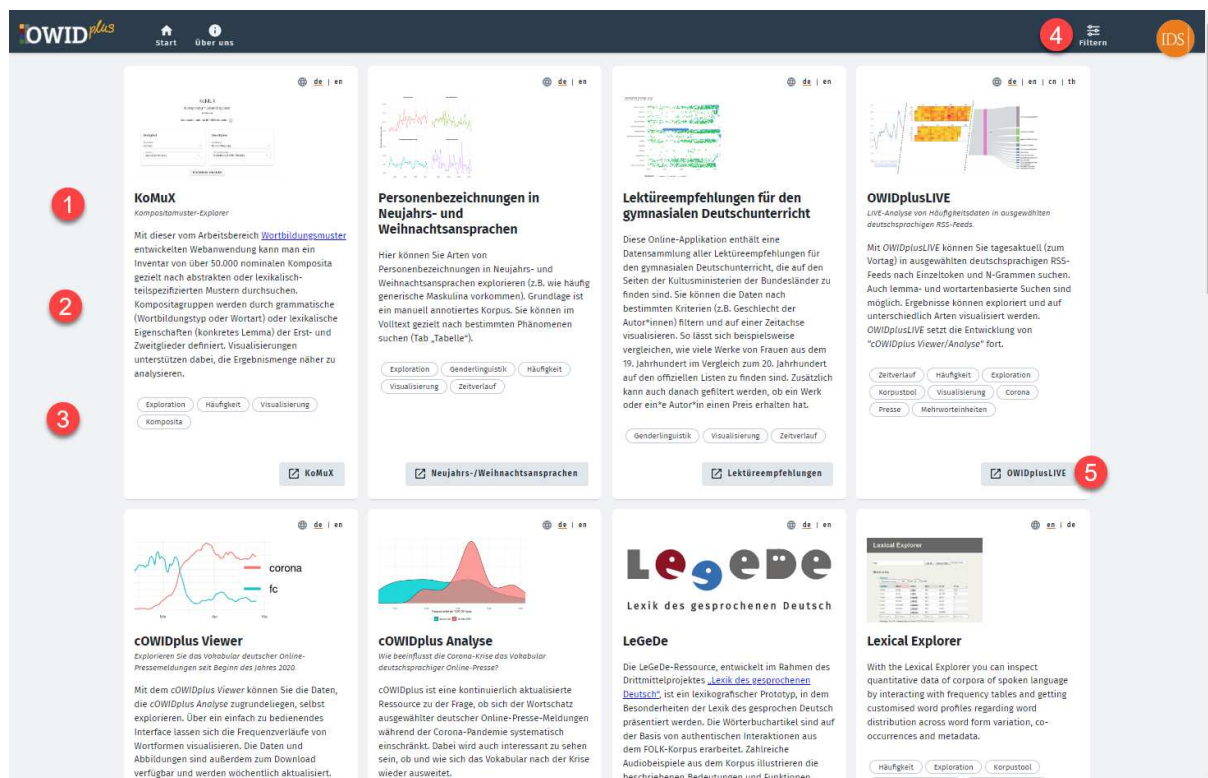 OWIDplus
Start
Über uns
4
Filtern
IDS
de | en
KoMuX
1
KoMuX
Kompositamuster-Explorer
Mit dieser vom Arbeitsbereich Wortbildungsmuster
entwickelten Webanwendung kann man ein
Inventar von über 50.000 nominalen Komposita
gezielt nach abstrakten oder lexikalisch-
teilspezifizierten Mustern durchsuchen.
2
Kompositagruppen werden durch grammatische
(Wortbildungstyp oder Wortart) oder lexikalische
Eigenschaften (konkretes Lemma) der Erst- und
Zweitglieder definiert. Visualisierungen
unterstützen dabei, die Ergebnismenge näher zu
analysieren.
3
Exploration
Häufigkeit
Visualisierung
Komposita
KoMuX
de | en
Personenbezeichnungen in
Neujahrs- und
Weihnachtsansprachen
Hier können Sie Arten von
Personenbezeichnungen in Neujahrs- und
Weihnachtsansprachen explorieren (z.B. wie häufig
generische Maskulina vorkommen). Grundlage ist
ein manuell annotiertes Korpus. Sie können im
Volltext gezielt nach bestimmten Phänomenen
suchen (Tab „Tabelle“).
Exploration
Genderlinguistik
Häufigkeit
Visualisierung
Zeitverlauf
Neujahrs-/Weihnachtsansprachen
de | en
Lektüreempfehlungen für den
gymnasialen Deutschunterricht
Diese Online-Applikation enthält eine
Datensammlung aller Lektüreempfehlungen für
den gymnasialen Deutschunterricht, die auf den
Seiten der Kultusministerien der Bundesländer zu
finden sind. Sie können die Daten nach
bestimmten Kriterien (z.B. Geschlecht der
Autor*innen) filtern und auf einer Zeitachse
visualisieren. So lässt sich beispielsweise
vergleichen, wie viele Werke von Frauen aus dem
19. Jahrhundert im Vergleich zum 20. Jahrhundert
auf den offiziellen Listen zu finden sind. Zusätzlich
kann auch danach gefiltert werden, ob ein Werk
oder ein*e Autor*in einen Preis erhalten hat.
Genderlinguistik
Visualisierung
Zeitverlauf
Lektüreempfehlungen
de | en | cn | th
OWIDplusLIVE
LIVE-Analyse von Häufigkeitsdaten in ausgewählten
deutschsprachigen RSS-Feeds.
Mit OWIDplusLIVE können Sie tagesaktuell (zum
Vortag) in ausgewählten deutschsprachigen RSS-
Feeds nach Einzeltoken und N-Grammen suchen.
Auch lemma- und wortartenbasierte Suchen sind
möglich. Ergebnisse können exploriert und auf
unterschiedlich Arten visualisiert werden.
OWIDplusLIVE setzt die Entwicklung von
"cOWIDplus Viewer/Analyse" fort.
Zeitverlauf
Häufigkeit
Exploration
Korpustool
Visualisierung
Corona
Presse
Mehrworteinheiten
OWIDplusLIVE
5
de | en
corona
fc
cOWIDplus Viewer
Explorieren Sie das Vokabular deutscher Online-
Pressemeldungen seit Beginn des Jahres 2020.
Mit dem cOWIDplus Viewer können Sie die Daten,
die cOWIDplus Analyse zugrundeliegen, selbst
explorieren. Über ein einfach zu bedienendes
Interface lassen sich die Frequenzverläufe von
Wortformen visualisieren. Die Daten und
Abbildungen sind außerdem zum Download
verfügbar und werden wöchentlich aktualisiert.
de | en
cOWIDplus Analyse
Wie beeinflusst die Corona-Krise das Vokabular
deutschsprachiger Online-Presse?
cOWIDplus ist eine kontinuierlich aktualisierte
Ressource zu der Frage, ob sich der Wortschatz
ausgewählter deutscher Online-Presse-Meldungen
während der Corona-Pandemie systematisch
einschränkt. Dabei wird auch interessant zu sehen
sein, ob und wie sich das Vokabular nach der Krise
wieder ausweitet.
de | en
LeGeDe
Lexik des gesprochenen Deutsch
LeGeDe
Die LeGeDe-Ressource, entwickelt im Rahmen des
Drittmittelprojektes „Lexik des gesprochenen
Deutsch“, ist ein lexikografischer Prototyp, in dem
Besonderheiten der Lexik des gesprochen Deutsch
präsentiert werden. Die Wörterbuchartikel sind auf
der Basis von authentischen Interaktionen aus
dem FOLK-Korpus erarbeitet. Zahlreiche
Audiobeispiele aus dem Korpus illustrieren die
beschriebenen Bedeutungen und Funktionen
en | de
Lexical Explorer
Lexical Explorer
With the Lexical Explorer you can inspect
quantitative data of corpora of spoken language
by interacting with frequency tables and getting
customised word profiles regarding word
distribution across word form variation, co-
occurrences and metadata.
Häufigkeit
Exploration
Korpustool